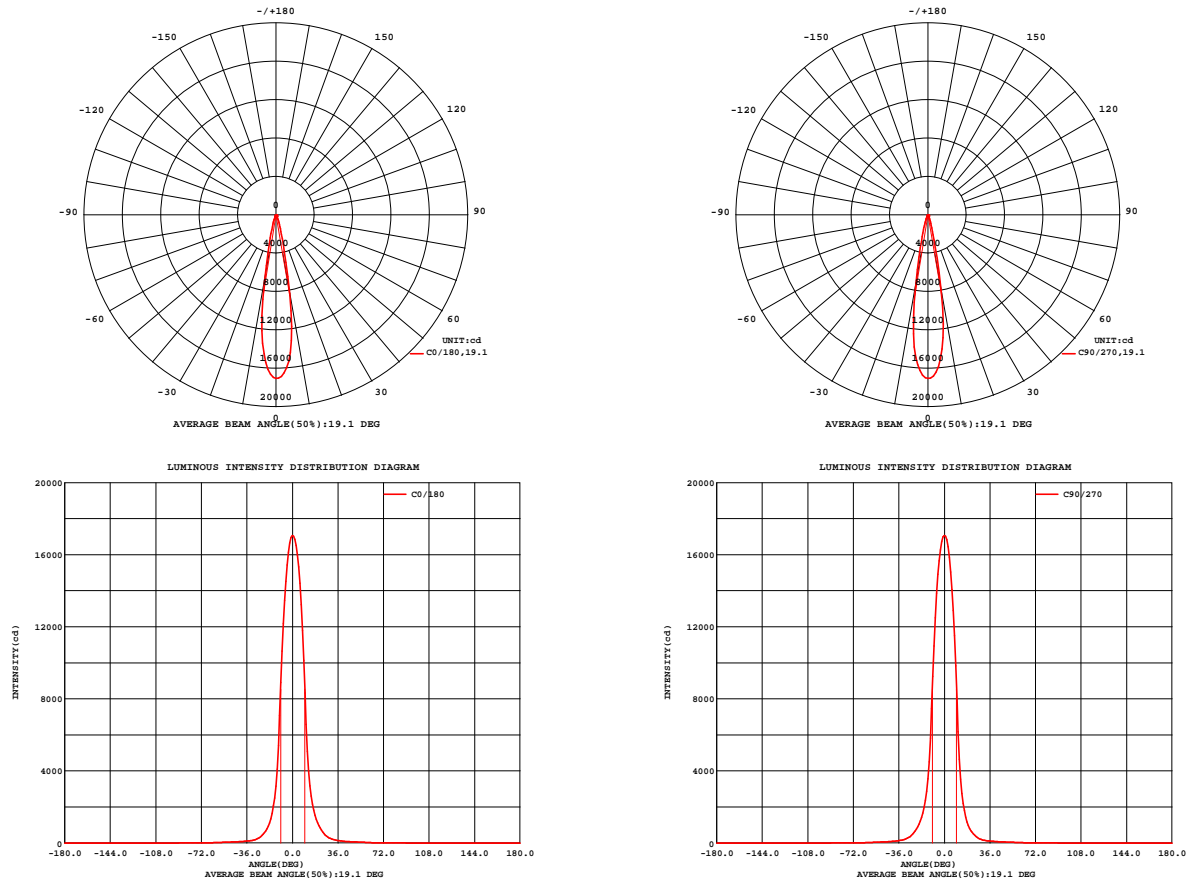 -/+180
-150 150
-120 120
-90 90
-60 60
-30 30
0
4000
8000
12000
16000
20000
0
UNIT:cd
C0/180,19.1
AVERAGE BEAM ANGLE(50%):19.1 DEG
-/+180
-150 150
-120 120
-90 90
-60 60
-30 30
0
4000
8000
12000
16000
20000
0
UNIT:cd
C90/270,19.1
AVERAGE BEAM ANGLE(50%):19.1 DEG
LUMINOUS INTENSITY DISTRIBUTION DIAGRAM
C0/180
20000
16000
12000
8000
4000
0
INTENSITY(cd)
-180.0 -144.0 -108.0 -72.0 -36.0 0.0 36.0 72.0 108.0 144.0 180.0
ANGLE(DEG)
AVERAGE BEAM ANGLE(50%):19.1 DEG
LUMINOUS INTENSITY DISTRIBUTION DIAGRAM
C90/270
20000
16000
12000
8000
4000
0
INTENSITY(cd)
-180.0 -144.0 -108.0 -72.0 -36.0 0.0 36.0 72.0 108.0 144.0 180.0
ANGLE(DEG)
AVERAGE BEAM ANGLE(50%):19.1 DEG